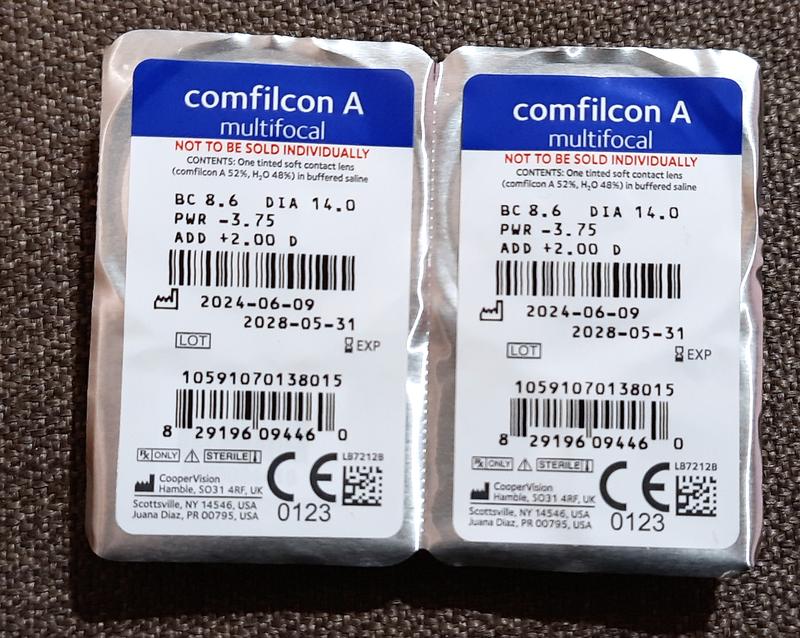 comfilcon A
multifocal
NOT TO BE SOLD INDIVIDUALLY
CONTENTS: One tinted soft contact lens
(comfilcon A 52%, H₂O 48%) in buffered saline
BC 8.6 DIA 14.0
PWR -3.75
ADD +2.00 D
2024-06-09
2028-05-31
LOT
EXP
10591070138015
8 29196 09446 0
Rx ONLY STERILE
LB7212B
CooperVision
Hamble, SO31 4RF, UK
Scottsville, NY 14546, USA
Juana Diaz, PR 00795, USA
CE
0123
comfilcon A
multifocal
NOT TO BE SOLD INDIVIDUALLY
CONTENTS: One tinted soft contact lens
(comfilcon A 52%, H₂O 48%) in buffered saline
BC 8.6 DIA 14.0
PWR -3.75
ADD +2.00 D
2024-06-09
2028-05-31
LOT
EXP
10591070138015
8 29196 09446 0
Rx ONLY STERILE
LB7212B
CooperVision
Hamble, SO31 4RF, UK
Scottsville, NY 14546, USA
Juana Diaz, PR 00795, USA
CE
0123